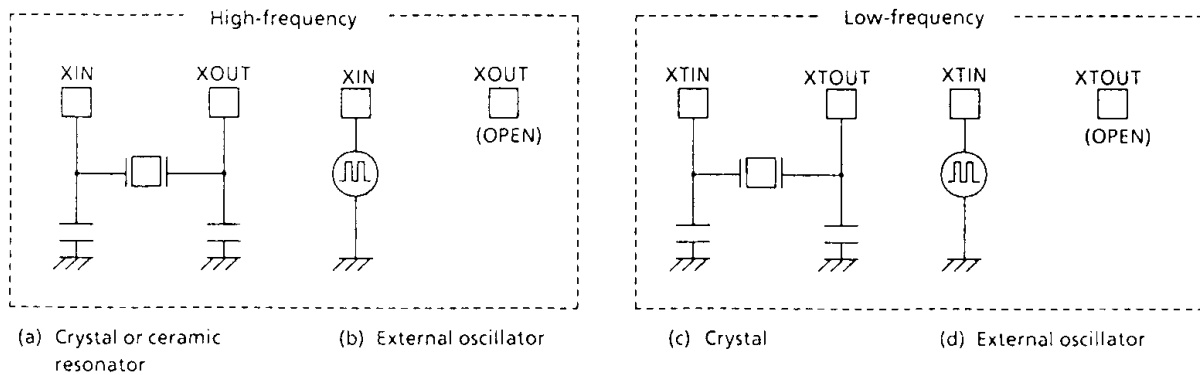 High-frequency
Low-frequency
XIN
XOUT
XIN
XOUT
(OPEN)
XTIN
XTOUT
XTIN
XTOUT
(OPEN)
(a) Crystal or ceramic
resonator
(b) External oscillator
(c) Crystal
(d) External oscillator